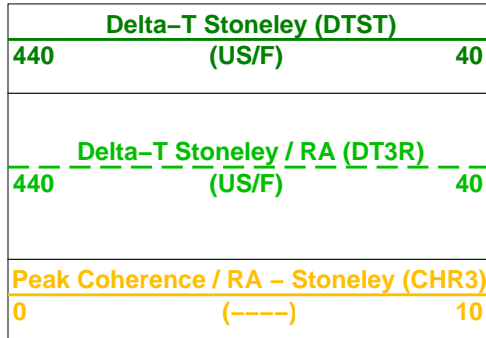 Delta−T Stoneley (DTST)
440 (US/F) 40
Delta−T Stoneley / RA (DT3R)
440 (US/F) 40
Peak Coherence / RA − Stoneley (CHR3)
0 (−−−−) 10